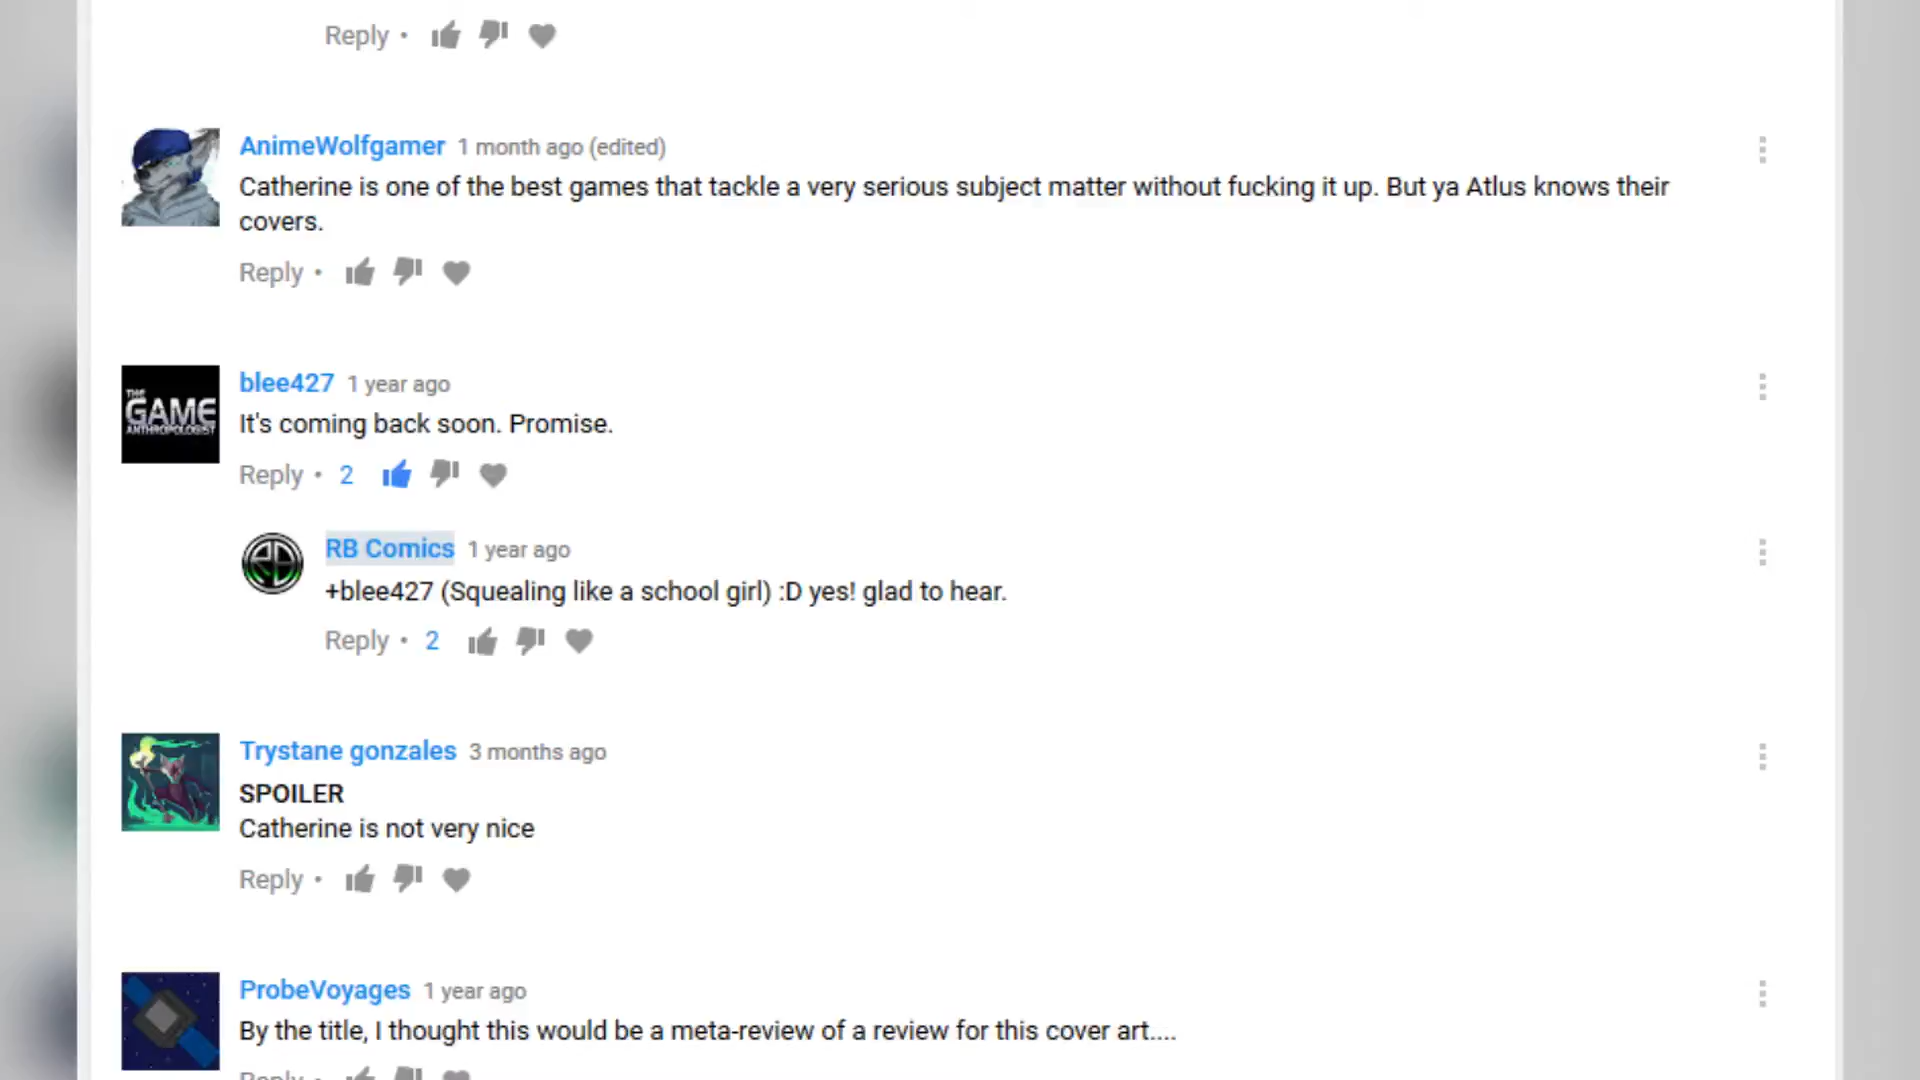 Reply •
AnimeWolfgamer 1 month ago (edited)
Catherine is one of the best games that tackle a very serious subject matter without fucking it up. But ya Atlus knows their
covers.
Reply •
THE
GAME
ANTHROPOLOGIST
blee427 1 year ago
It's coming back soon. Promise.
Reply • 2
RB Comics 1 year ago
+blee427 (Squealing like a school girl) :D yes! glad to hear.
Reply • 2
Trystane gonzales 3 months ago
SPOILER
Catherine is not very nice
Reply •
ProbeVoyages 1 year ago
By the title, I thought this would be a meta-review of a review for this cover art....
Reply •